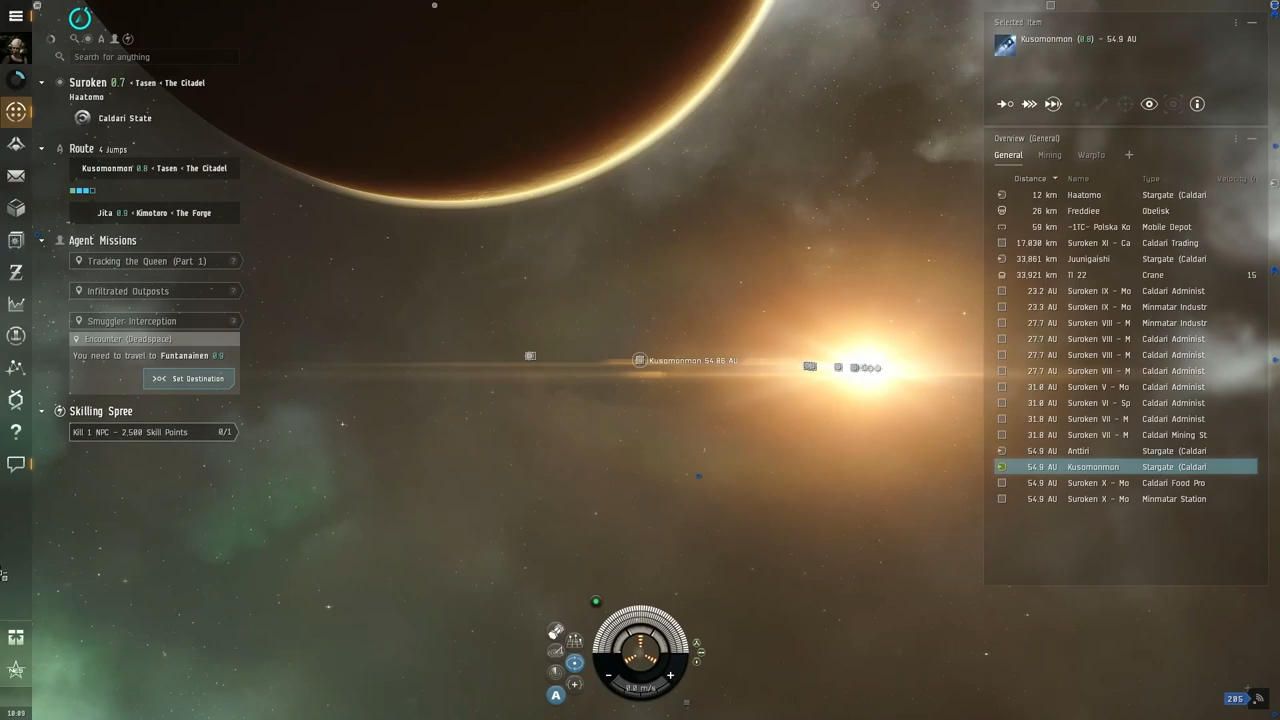 Search for anything
Suroken 0.7 < Tasen < The Citadel
Haatomo
Caldari State
Route 4 Jumps
Kusomonmon 0.8 < Tasen < The Citadel
Jita 0.9 < Kimotoro < The Forge
Agent Missions
Tracking the Queen (Part 1) ?
Infiltrated Outposts ?
Smuggler Interception ?
Encounter (Deadspace)
You need to travel to Funtanainen 0.9
Set Destination
Skilling Spree
Kill 1 NPC - 2,500 Skill Points 0/1
?
NES
18:09
Kusomonmon 54.86 AU
A
- +
0.0 m/s
Selected Item
Kusomonmon (0.8) - 54.9 AU
Overview (General)
General Mining WarpTo +
Distance Name Type Velocity
12 km Haatomo Stargate (Caldari
26 km Freddiee Obelisk
59 km -1TC- Polska Ko Mobile Depot
17,030 km Suroken XI - Ca Caldari Trading
33,861 km Juunigaishi Stargate (Caldari
33,921 km TI 22 Crane 15
23.2 AU Suroken IX - Mo Caldari Administ
23.3 AU Suroken IX - Mo Minmatar Industr
27.7 AU Suroken VIII - M Minmatar Industr
27.7 AU Suroken VIII - M Caldari Administ
27.7 AU Suroken VIII - M Caldari Administ
27.7 AU Suroken VIII - M Caldari Administ
31.0 AU Suroken V - Mo Caldari Administ
31.0 AU Suroken VI - Sp Caldari Administ
31.8 AU Suroken VII - M Caldari Administ
31.8 AU Suroken VII - M Caldari Mining St
54.9 AU Anttiri Stargate (Caldari
54.9 AU Kusomonmon Stargate (Caldari
54.9 AU Suroken X - Mo Caldari Food Pro
54.9 AU Suroken X - Mo Minmatar Station
205